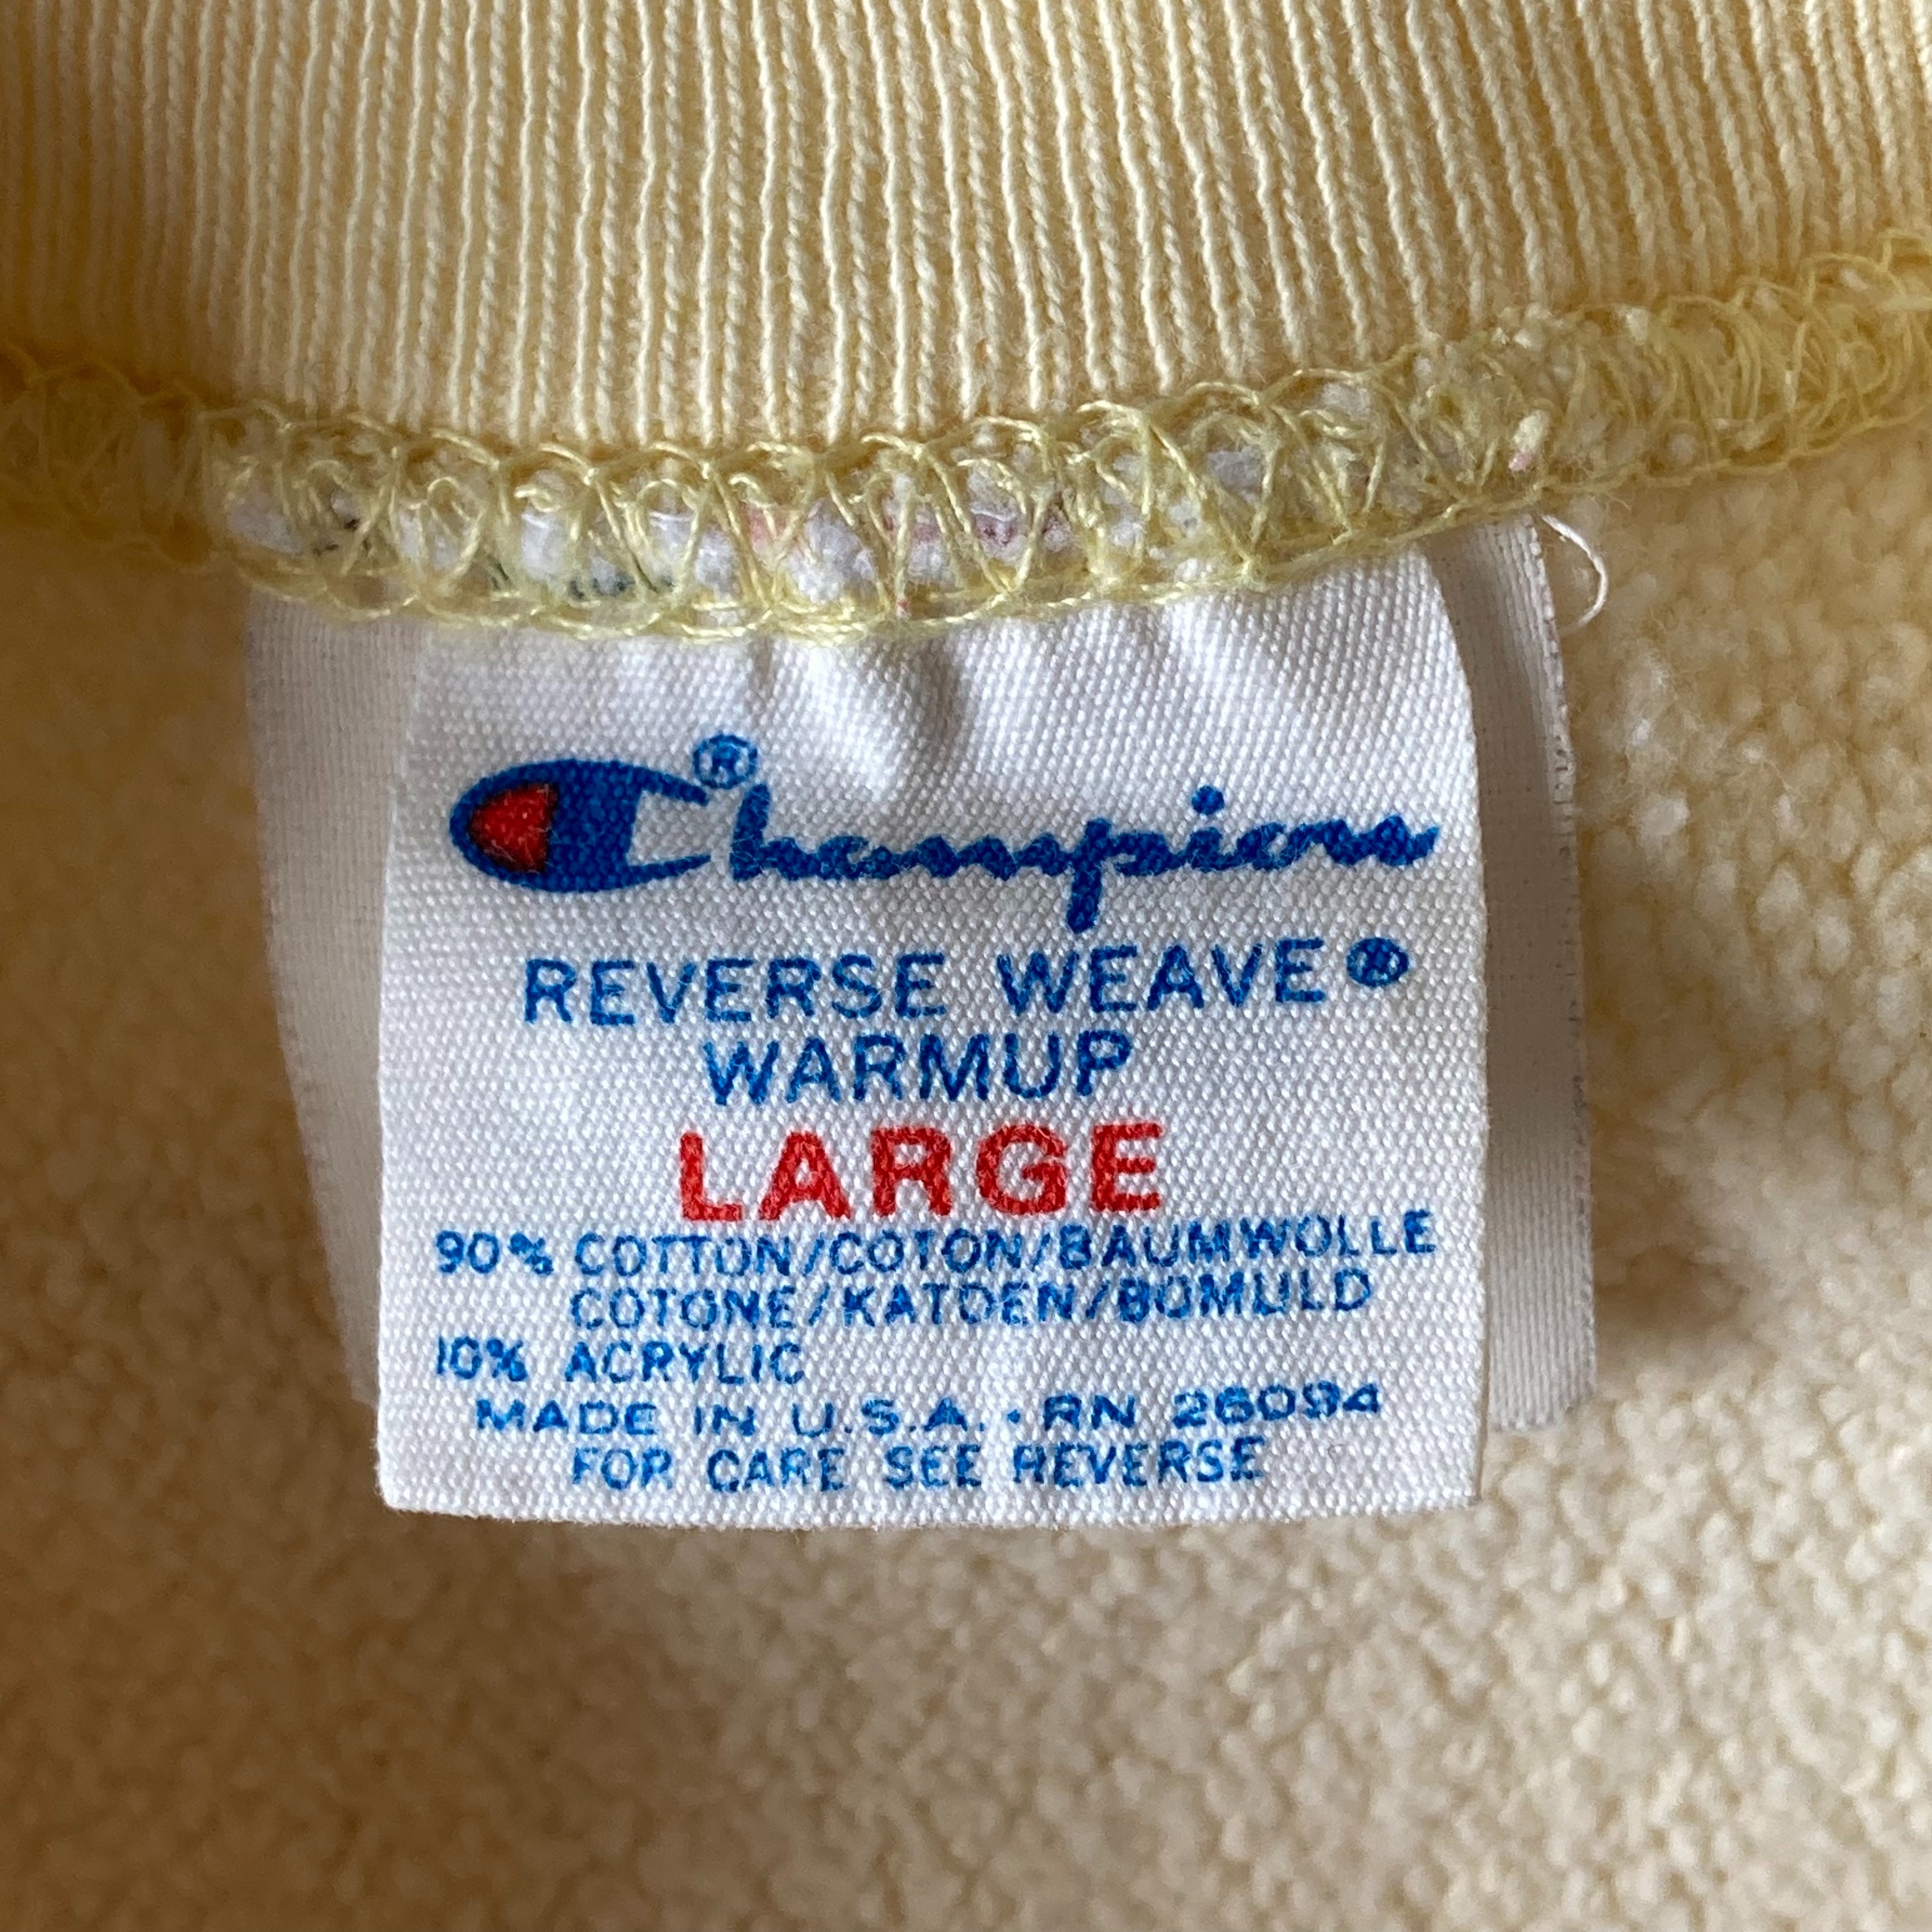 Champion®
REVERSE WEAVE®
WARMUP
LARGE
90% COTTON/COTON/BAUMWOLLE
COTONE/KATOEN/BOMULD
10% ACRYLIC
MADE IN U.S.A. · RN 26094
FOR CARE SEE REVERSE